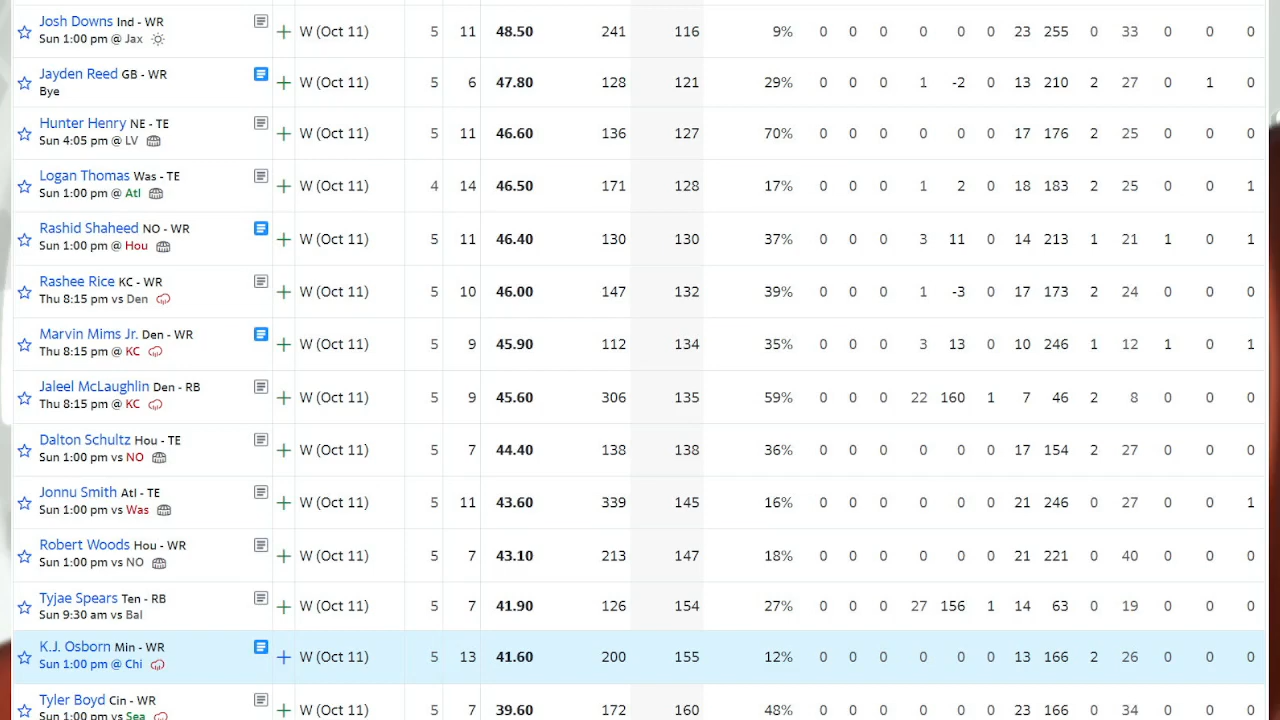 Josh Downs Ind - WR
Sun 1:00 pm @ Jax
W (Oct 11) 5 11 48.50 241 116 9% 0 0 0 0 0 0 23 255 0 33 0 0 0
Jayden Reed GB - WR
Bye
W (Oct 11) 5 6 47.80 128 121 29% 0 0 0 1 -2 0 13 210 2 27 0 1 0
Hunter Henry NE - TE
Sun 4:05 pm @ LV
W (Oct 11) 5 11 46.60 136 127 70% 0 0 0 0 0 0 17 176 2 25 0 0 0
Logan Thomas Was - TE
Sun 1:00 pm @ Atl
W (Oct 11) 4 14 46.50 171 128 17% 0 0 0 1 2 0 18 183 2 25 0 0 1
Rashid Shaheed NO - WR
Sun 1:00 pm @ Hou
W (Oct 11) 5 11 46.40 130 130 37% 0 0 0 3 11 0 14 213 1 21 1 0 1
Rashee Rice KC - WR
Thu 8:15 pm vs Den
W (Oct 11) 5 10 46.00 147 132 39% 0 0 0 1 -3 0 17 173 2 24 0 0 0
Marvin Mims Jr. Den - WR
Thu 8:15 pm @ KC
W (Oct 11) 5 9 45.90 112 134 35% 0 0 0 3 13 0 10 246 1 12 1 0 1
Jaleel McLaughlin Den - RB
Thu 8:15 pm @ KC
W (Oct 11) 5 9 45.60 306 135 59% 0 0 0 22 160 1 7 46 2 8 0 0 0
Dalton Schultz Hou - TE
Sun 1:00 pm vs NO
W (Oct 11) 5 7 44.40 138 138 36% 0 0 0 0 0 0 17 154 2 27 0 0 0
Jonnu Smith Atl - TE
Sun 1:00 pm vs Was
W (Oct 11) 5 11 43.60 339 145 16% 0 0 0 0 0 0 21 246 0 27 0 0 1
Robert Woods Hou - WR
Sun 1:00 pm vs NO
W (Oct 11) 5 7 43.10 213 147 18% 0 0 0 0 0 0 21 221 0 40 0 0 0
Tyjae Spears Ten - RB
Sun 9:30 am vs Bal
W (Oct 11) 5 7 41.90 126 154 27% 0 0 0 27 156 1 14 63 0 19 0 0 0
K.J. Osborn Min - WR
Sun 1:00 pm @ Chi
W (Oct 11) 5 13 41.60 200 155 12% 0 0 0 0 0 0 13 166 2 26 0 0 0
Tyler Boyd Cin - WR
Sun 1:00 pm vs Sea
W (Oct 11) 5 7 39.60 172 160 48% 0 0 0 0 0 0 23 166 0 34 0 0 0